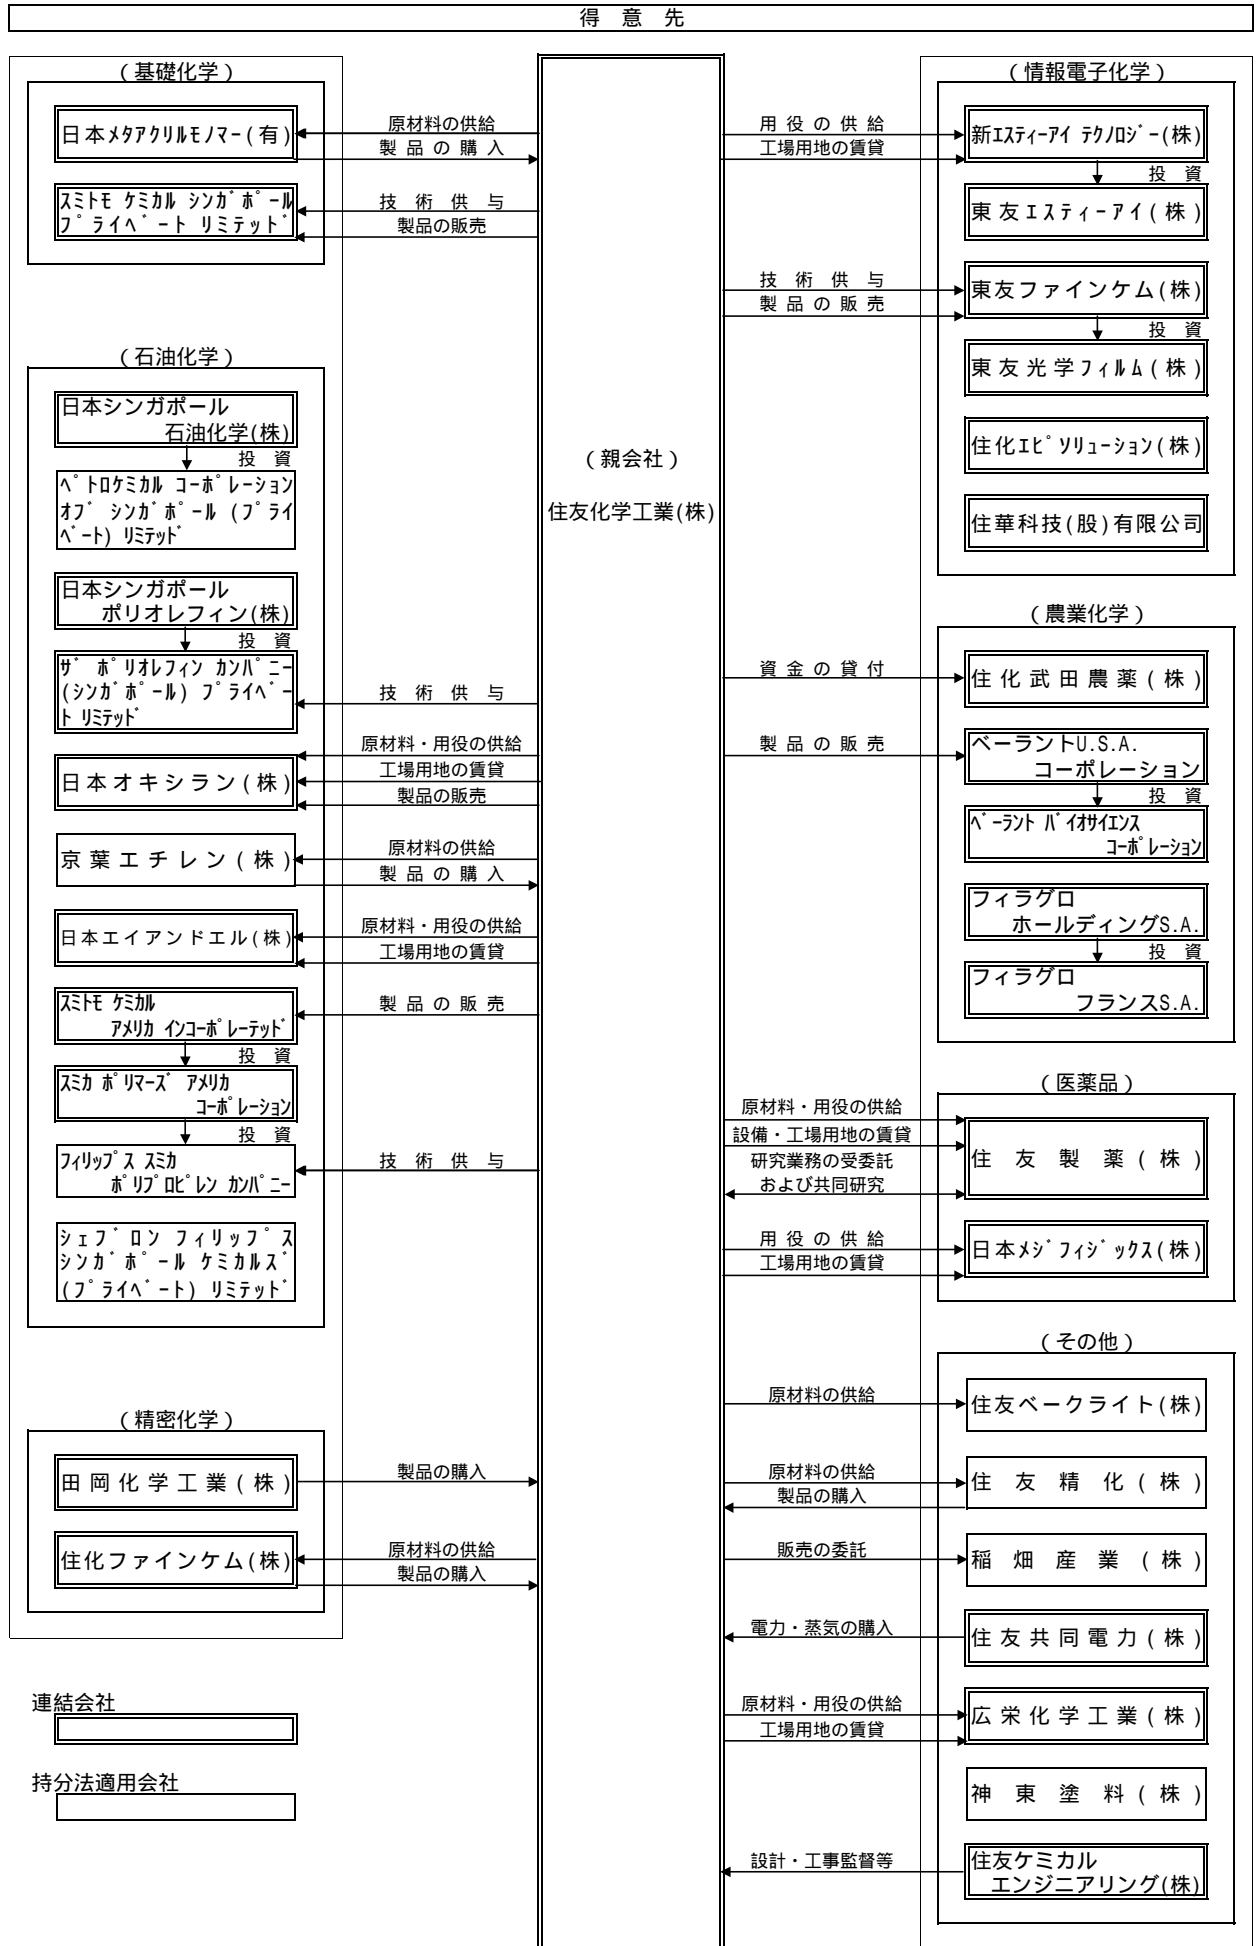 得意先
(基礎化学)
日本メタアクリルモノマー(有)
原材料の供給
製品の購入
スミトモ ケミカル シンガポール
プライベート リミテッド
技術供与
製品の販売
(石油化学)
日本シンガポール
石油化学(株)
投資
ペトロケミカル コーポレーション
オブ シンガポール (プライ
ベート) リミテッド
日本シンガポール
ポリオレフィン(株)
投資
ザ ポリオレフィン カンパニー
(シンガポール) プライベー
ト リミテッド
技術供与
日本オキシラン(株)
原材料・用役の供給
工場用地の賃貸
製品の販売
京葉エチレン(株)
原材料の供給
製品の購入
日本エイアンドエル(株)
原材料・用役の供給
工場用地の賃貸
スミトモ ケミカル
アメリカ インコーポレーテッド
製品の販売
投資
スミカ ポリマーズ アメリカ
コーポレーション
投資
フィリップス スミカ
ポリプロピレン カンパニー
技術供与
シェブロン フィリップス
シンガポール ケミカルズ
(プライベート) リミテッド
(精密化学)
田岡化学工業(株)
製品の購入
住化ファインケム(株)
原材料の供給
製品の購入
連結会社
持分法適用会社
(親会社)
住友化学工業(株)
(情報電子化学)
用役の供給
工場用地の賃貸
新エスティーアイ テクノロジー(株)
投資
東友エスティーアイ(株)
技術供与
製品の販売
東友ファインケム(株)
投資
東友光学フィルム(株)
住化エピソリューション(株)
住華科技(股)有限公司
(農業化学)
資金の貸付
住化武田農薬(株)
製品の販売
ベーラントU.S.A.
コーポレーション
投資
ベーラント バイオサイエンス
コーポレーション
フィラグロ
ホールディングS.A.
投資
フィラグロ
フランスS.A.
(医薬品)
原材料・用役の供給
設備・工場用地の賃貸
研究業務の受委託
および共同研究
住友製薬(株)
用役の供給
工場用地の賃貸
日本メジフィジックス(株)
(その他)
原材料の供給
住友ベークライト(株)
原材料の供給
製品の購入
住友精化(株)
販売の委託
稲畑産業(株)
電力・蒸気の購入
住友共同電力(株)
原材料・用役の供給
工場用地の賃貸
広栄化学工業(株)
神東塗料(株)
設計・工事監督等
住友ケミカル
エンジニアリング(株)